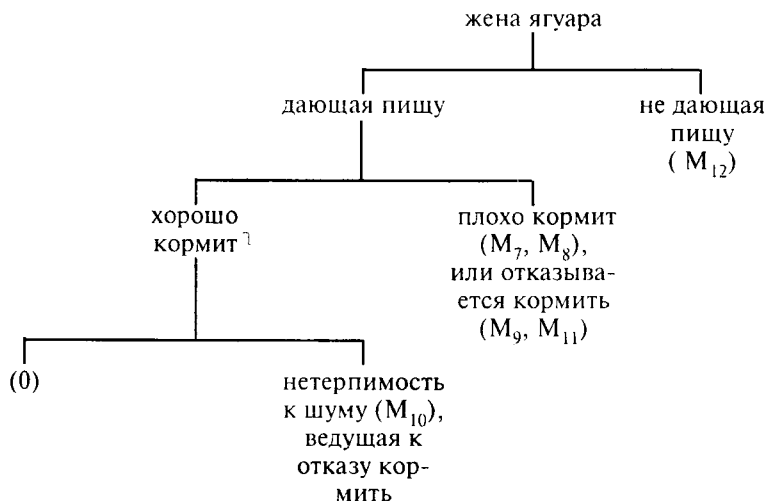 жена ягуара
дающая пищу
не дающая
пищу
(M₁₂)
хорошо
кормит
плохо кормит
(M₇, M₈),
или отказыва-
ется кормить
(M₉, M₁₁)
(0)
нетерпимость
к шуму (M₁₀),
ведущая к
отказу кор-
мить